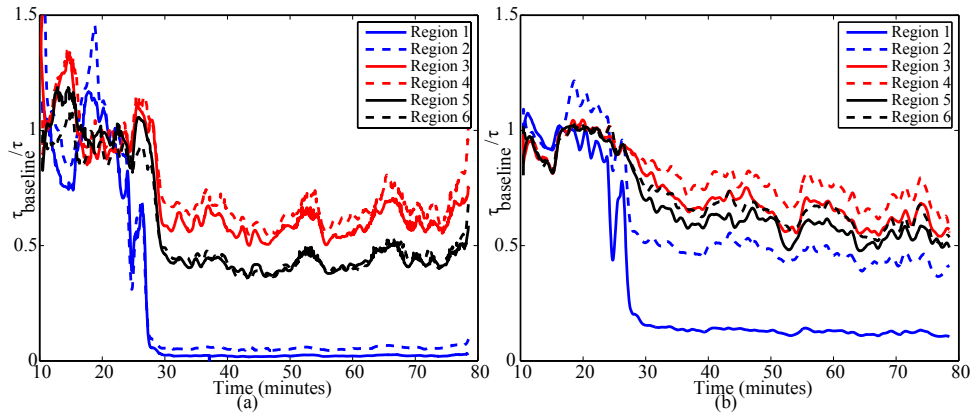 1.5
1
0.5
0
τ baseline /τ
10 20 30 40 50 60 70 80
Time (minutes)
(a)
Region 1
Region 2
Region 3
Region 4
Region 5
Region 6
1.5
1
0.5
0
τ baseline /τ
10 20 30 40 50 60 70 80
Time (minutes)
(b)
Region 1
Region 2
Region 3
Region 4
Region 5
Region 6